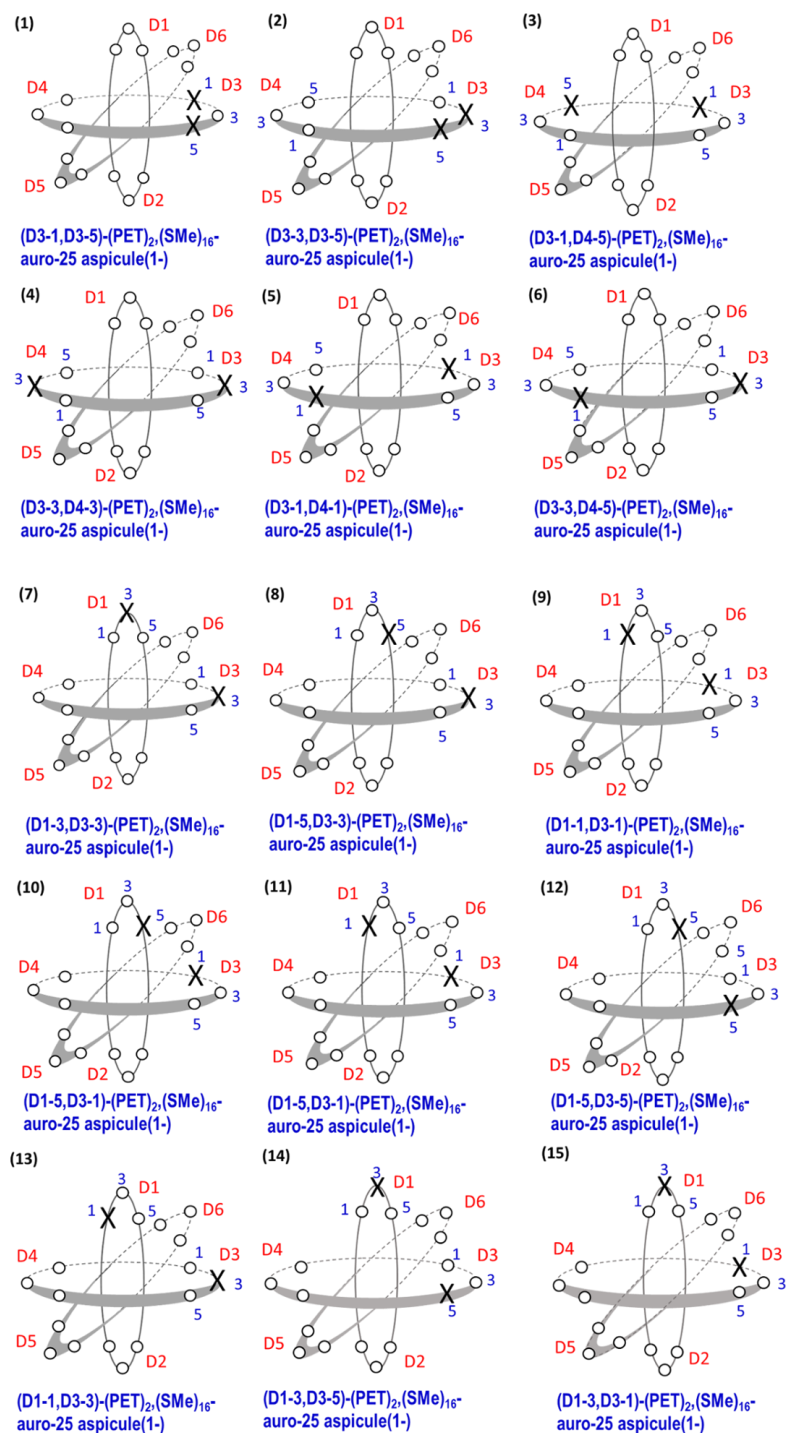 (1) D1 D6
D4 1 D3
3
5
D5 D2
(D3-1,D3-5)-(PET)2,(SMe)16-
auro-25 aspicule(1-)
(2) D1 D6
D4 5 1 D3
3 3
1 5
D5 D2
(D3-3,D3-5)-(PET)2,(SMe)16-
auro-25 aspicule(1-)
(3) D1 D6
D4 5 1 D3
3
1 5
D5 D2
(D3-1,D4-5)-(PET)2,(SMe)16-
auro-25 aspicule(1-)
(4) D1 D6
D4 5 1 D3
3 3
1 5
D5 D2
(D3-3,D4-3)-(PET)2,(SMe)16-
auro-25 aspicule(1-)
(5) D1 D6
D4 5 1 D3
3 3
1 5
D5 D2
(D3-1,D4-1)-(PET)2,(SMe)16-
auro-25 aspicule(1-)
(6) D1 D6
D4 5 1 D3
3 3
1 5
D5 D2
(D3-3,D4-5)-(PET)2,(SMe)16-
auro-25 aspicule(1-)
(7) D1 3 D6
1 5
D4 1 D3
3
5
D5 D2
(D1-3,D3-3)-(PET)2,(SMe)16-
auro-25 aspicule(1-)
(8) D1 3 D6
1 5
D4 1 D3
3
5
D5 D2
(D1-5,D3-3)-(PET)2,(SMe)16-
auro-25 aspicule(1-)
(9) D1 3 D6
1 5
D4 1 D3
3
5
D5 D2
(D1-1,D3-1)-(PET)2,(SMe)16-
auro-25 aspicule(1-)
(10) 3
D1 D6
1 5
D4 1 D3
3
5
D5 D2
(D1-5,D3-1)-(PET)2,(SMe)16-
auro-25 aspicule(1-)
(11) 3
D1 D6
1 5
D4 1 D3
3
5
D5 D2
(D1-5,D3-1)-(PET)2,(SMe)16-
auro-25 aspicule(1-)
(12) 3
D1 D6
1 5
5
D4 1 D3
3
5
D5 D2
(D1-5,D3-5)-(PET)2,(SMe)16-
auro-25 aspicule(1-)
(13) 3
D1 D6
1 5
D4 1 D3
3
5
D5 D2
(D1-1,D3-3)-(PET)2,(SMe)16-
auro-25 aspicule(1-)
(14) 3
D1 D6
1 5
D4 1 D3
3
5
D5 D2
(D1-3,D3-5)-(PET)2,(SMe)16-
auro-25 aspicule(1-)
(15) 3
D1 D6
1 5
D4 1 D3
3
5
D5 D2
(D1-3,D3-1)-(PET)2,(SMe)16-
auro-25 aspicule(1-)